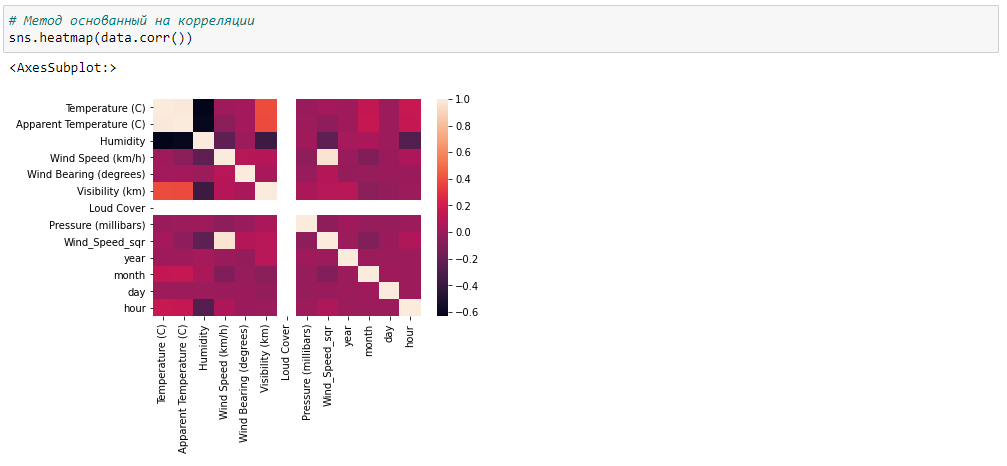 # Метод основанный на корреляции
sns.heatmap(data.corr())
<AxesSubplot:>
Temperature (C)
Apparent Temperature (C)
Humidity
Wind Speed (km/h)
Wind Bearing (degrees)
Visibility (km)
Loud Cover
Pressure (millibars)
Wind_Speed_sqr
year
month
day
hour
1.0
0.8
0.6
0.4
0.2
0.0
−0.2
−0.4
−0.6
Temperature (C)
Apparent Temperature (C)
Humidity
Wind Speed (km/h)
Wind Bearing (degrees)
Visibility (km)
Loud Cover
Pressure (millibars)
Wind_Speed_sqr
year
month
day
hour